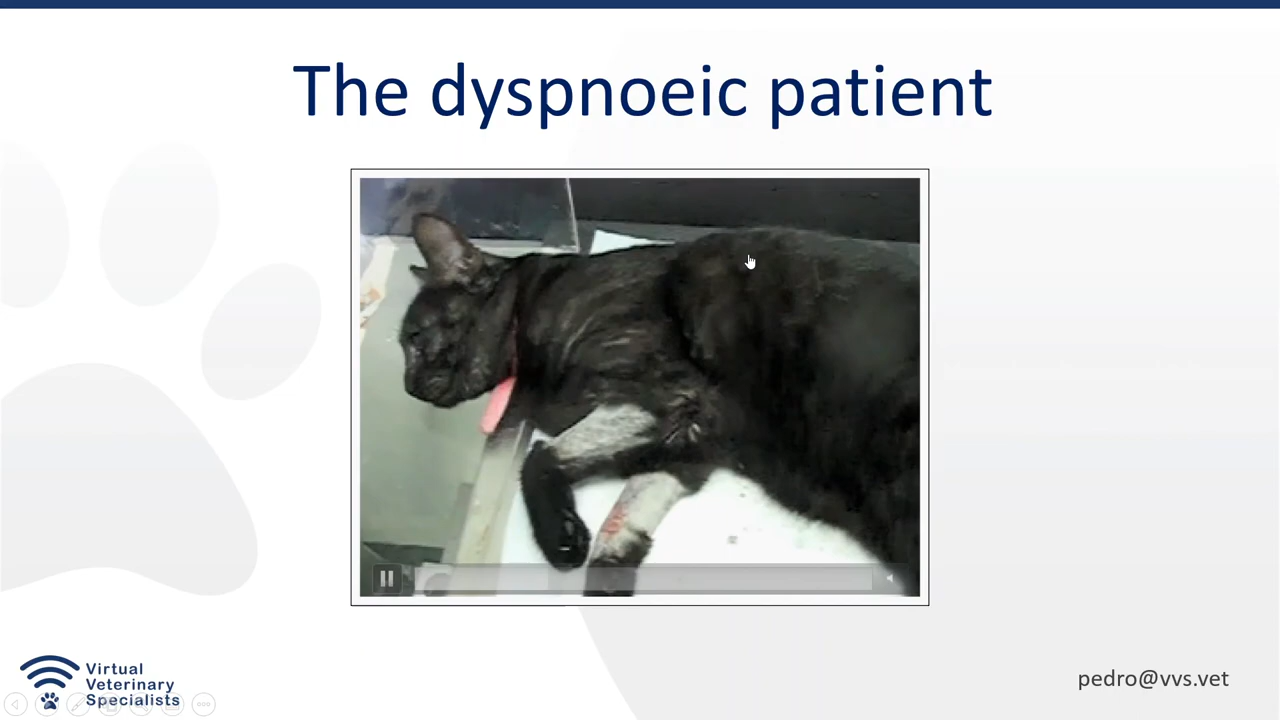 The dyspnoeic patient
Virtual
Veterinary
Specialists
pedro@vvs.vet